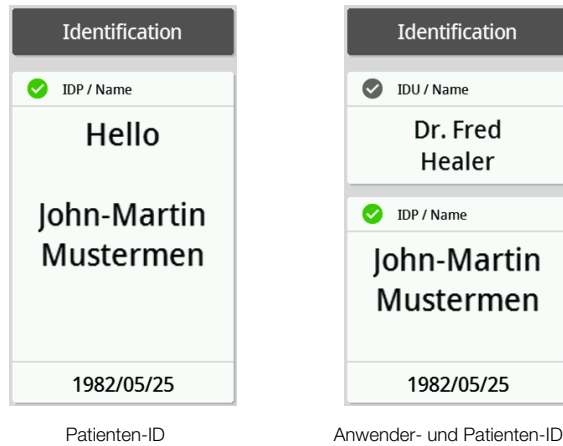 Identification
IDP / Name
Hello
John-Martin
Mustermen
1982/05/25
Patienten-ID
Identification
IDU / Name
Dr. Fred
Healer
IDP / Name
John-Martin
Mustermen
1982/05/25
Anwender- und Patienten-ID